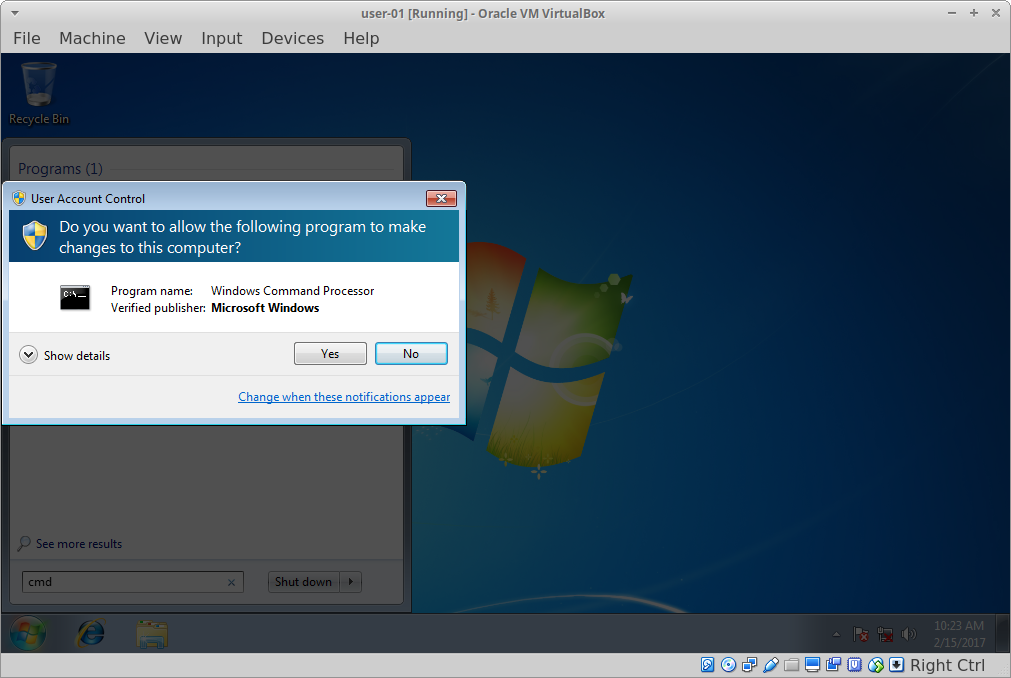 user-01 [Running] - Oracle VM VirtualBox
File Machine View Input Devices Help
Recycle Bin
Programs (1)
User Account Control
Do you want to allow the following program to make
changes to this computer?
C:\_
Program name: Windows Command Processor
Verified publisher: Microsoft Windows
Show details Yes No
Change when these notifications appear
See more results
cmd Shut down
10:23 AM
2/15/2017
Right Ctrl